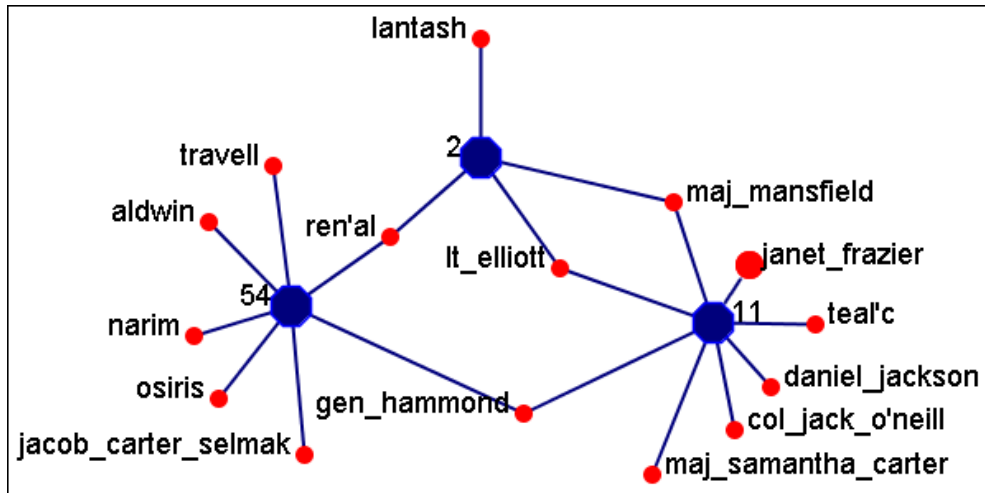 lantash
2
travell
maj_mansfield
aldwin
ren'al
lt_elliott
janet_frazier
54
11
teal'c
narim
daniel_jackson
osiris
gen_hammond
col_jack_o'neill
jacob_carter_selmak
maj_samantha_carter